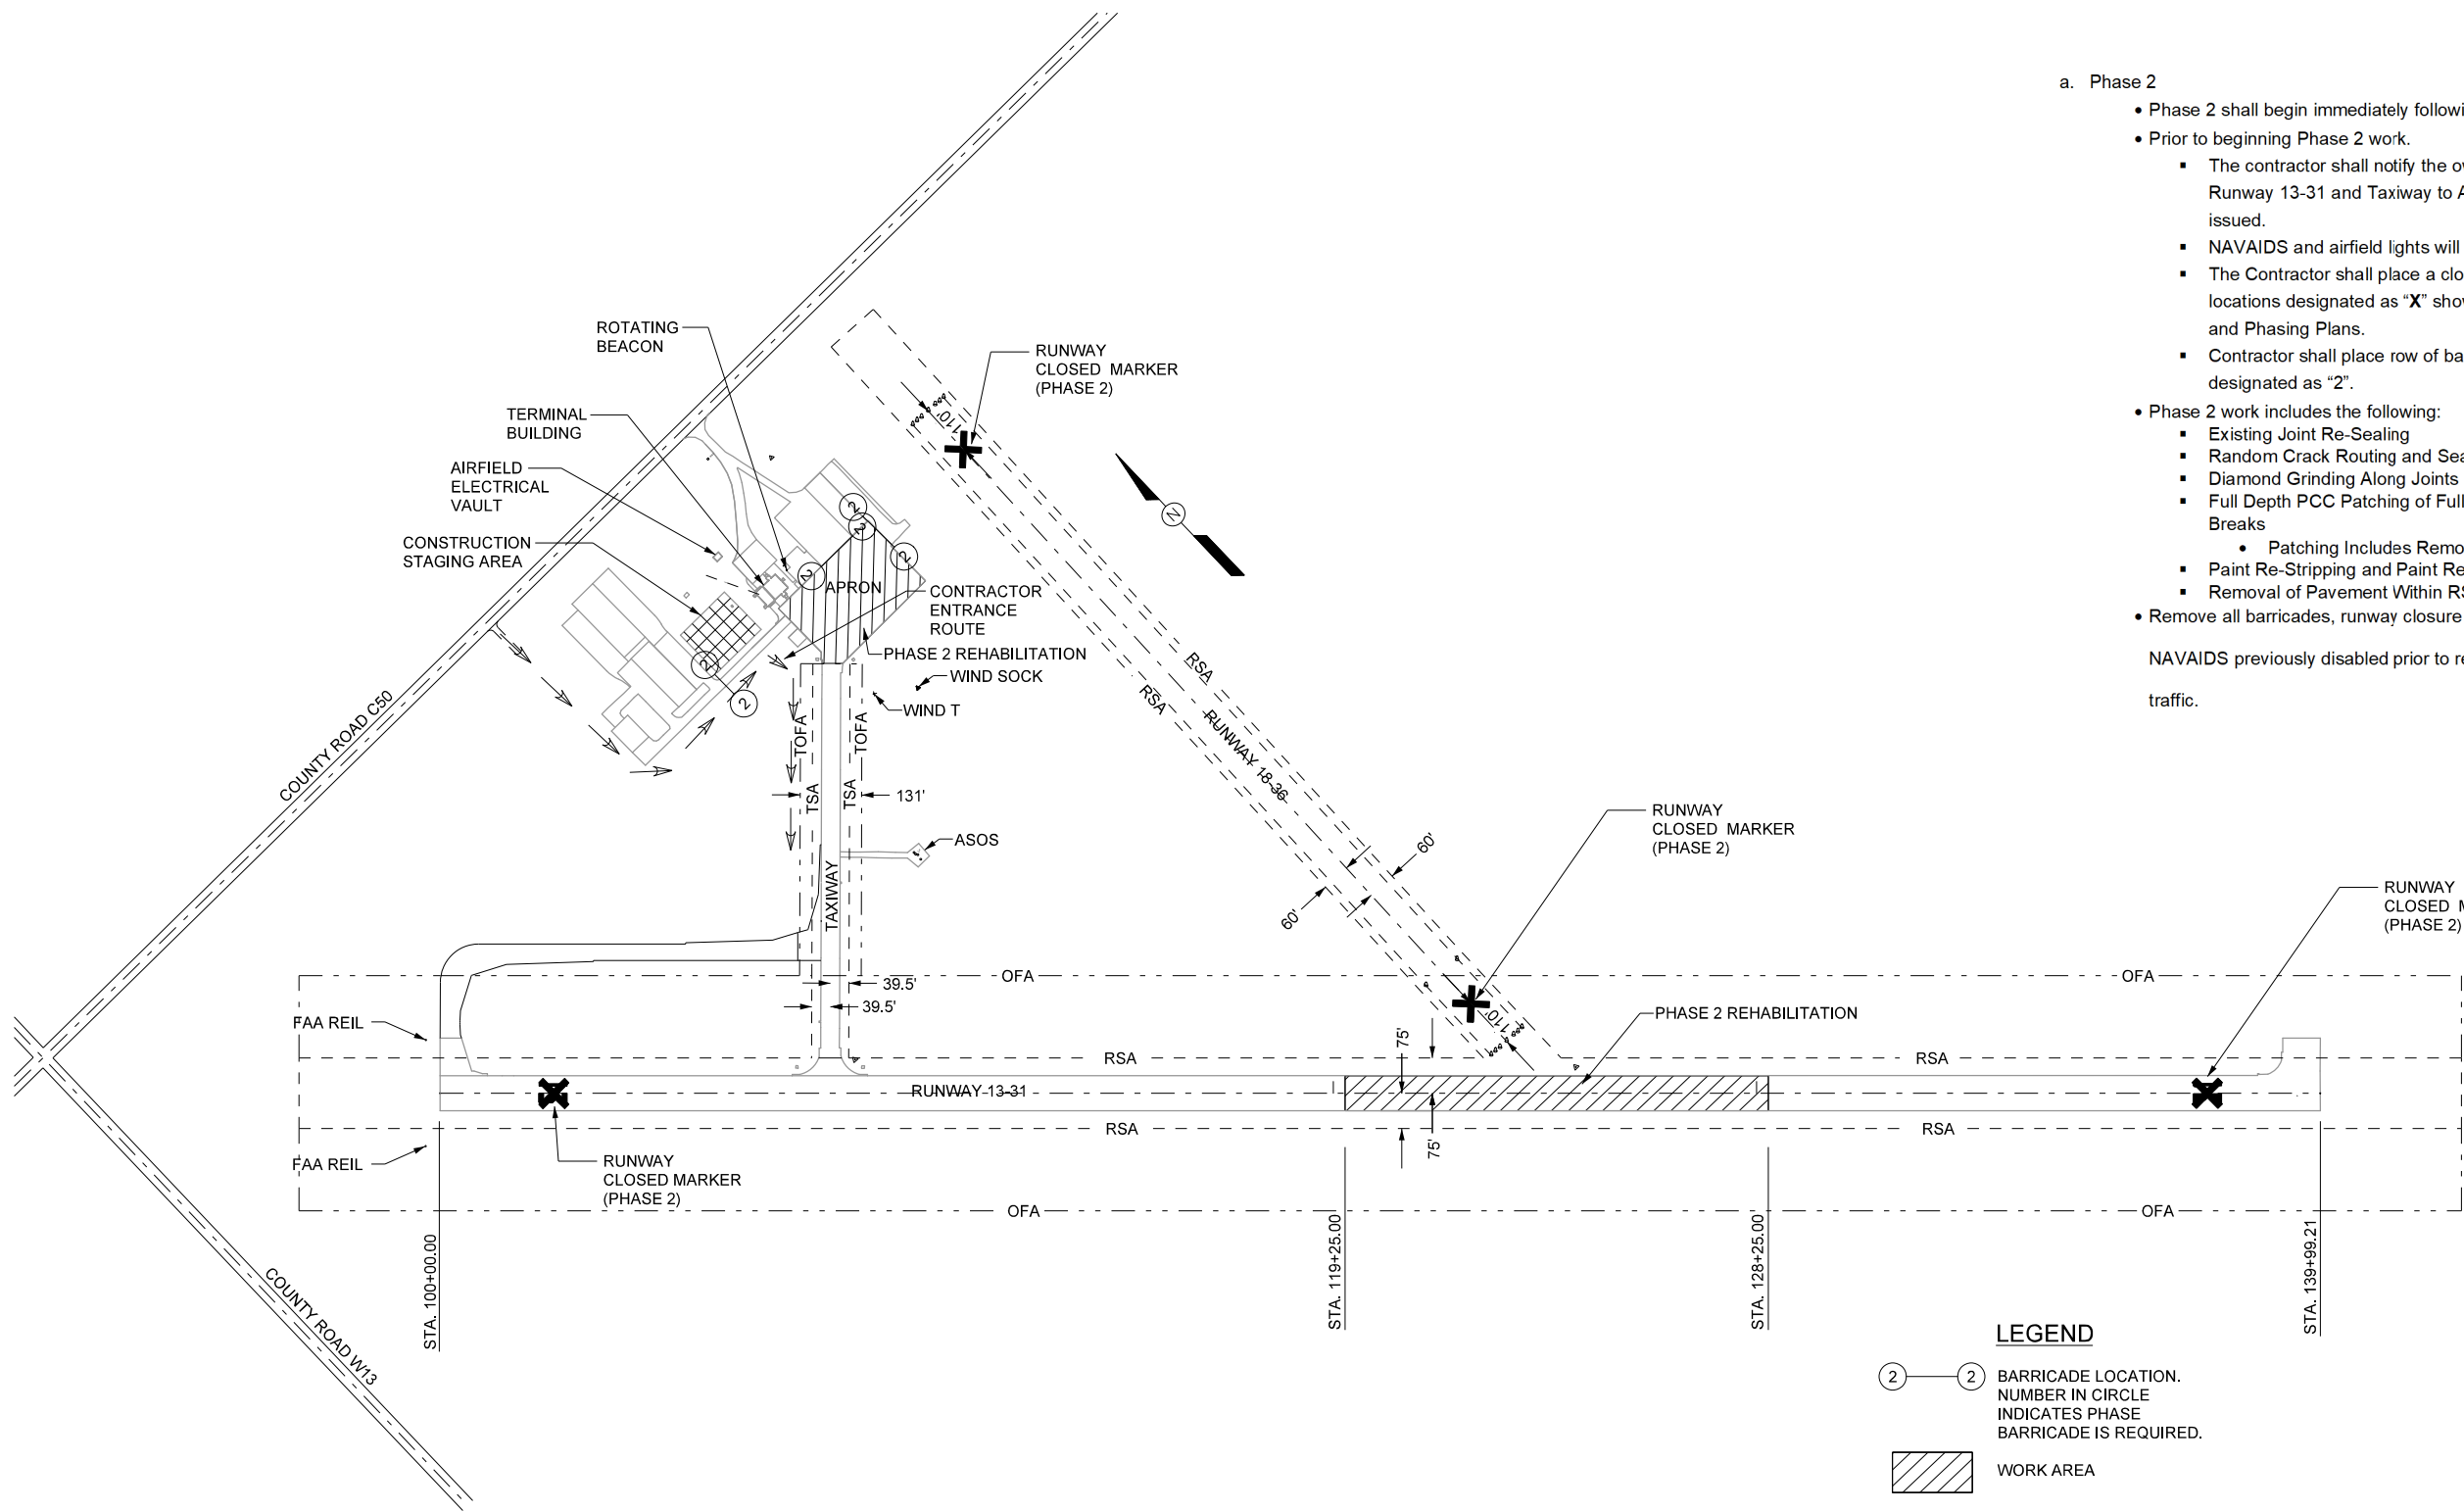 a. Phase 2
• Phase 2 shall begin immediately
• Prior to beginning Phase 2 work.
▪ The contractor shall notify the
Runway 13-31 and Taxiway to
issued.
▪ NAVAIDS and airfield lights will
▪ The Contractor shall place a
locations designated as “X”
and Phasing Plans.
▪ Contractor shall place row of
designated as “2”.
• Phase 2 work includes the following:
▪ Existing Joint Re-Sealing
▪ Random Crack Routing and
▪ Diamond Grinding Along Joints
▪ Full Depth PCC Patching of Full
Breaks
• Patching Includes
▪ Paint Re-Stripping and Paint
▪ Removal of Pavement Within
• Remove all barricades, runway closure
NAVAIDS previously disabled prior to
traffic.
ROTATING
BEACON
TERMINAL
BUILDING
AIRFIELD
ELECTRICAL
VAULT
CONSTRUCTION
STAGING AREA
RUNWAY
CLOSED MARKER
(PHASE 2)
110'
N
2
2
2
2
APRON
CONTRACTOR
ENTRANCE
ROUTE
PHASE 2 REHABILITATION
WIND SOCK
WIND T
2
2
COUNTY ROAD C50
TOFA
TOFA
TSA
TSA
131'
ASOS
TAXIWAY
39.5'
39.5'
RSA
RSA
RUNWAY 18-36
60'
60'
RUNWAY
CLOSED MARKER
(PHASE 2)
110'
RUNWAY
CLOSED
(PHASE 2)
OFA
OFA
FAA REIL
PHASE 2 REHABILITATION
RSA
75'
RSA
RUNWAY 13-31
RSA
75'
RSA
FAA REIL
RUNWAY
CLOSED MARKER
(PHASE 2)
OFA
OFA
STA. 100+00.00
STA. 119+25.00
STA. 128+25.00
STA. 139+99.21
COUNTY ROAD W13
LEGEND
2 2 BARRICADE LOCATION.
NUMBER IN CIRCLE
INDICATES PHASE
BARRICADE IS REQUIRED.
WORK AREA